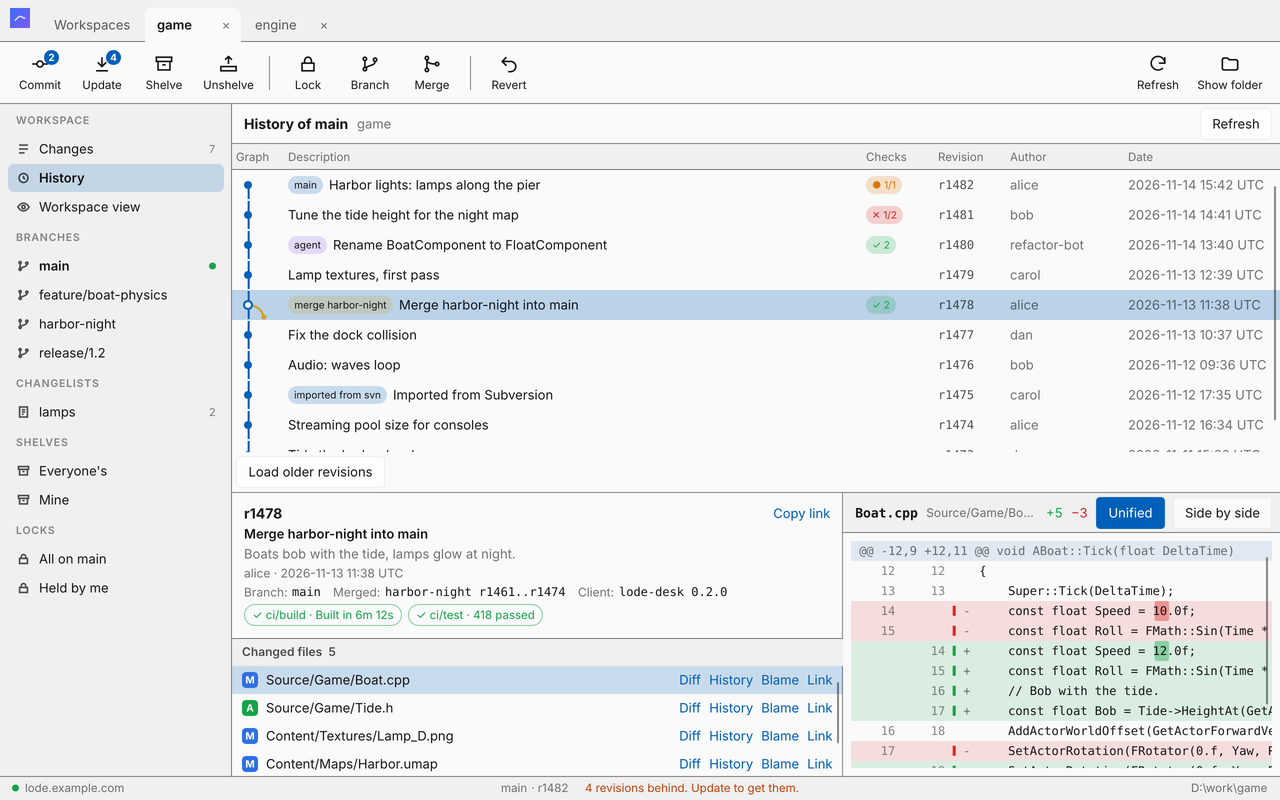 Workspaces game × engine ×
Commit 2 Update 4 Shelve Unshelve Lock Branch Merge Revert Refresh Show folder
WORKSPACE
Changes 7
History
Workspace view
BRANCHES
main
feature/boat-physics
harbor-night
release/1.2
CHANGELISTS
lamps 2
SHELVES
Everyone's
Mine
LOCKS
All on main
Held by me
History of main game Refresh
Graph Description Checks Revision Author Date
main Harbor lights: lamps along the pier 1/1 r1482 alice 2026-11-14 15:42 UTC
Tune the tide height for the night map ✕ 1/2 r1481 bob 2026-11-14 14:41 UTC
agent Rename BoatComponent to FloatComponent ✓ 2 r1480 refactor-bot 2026-11-14 13:40 UTC
Lamp textures, first pass r1479 carol 2026-11-13 12:39 UTC
merge harbor-night Merge harbor-night into main ✓ 2 r1478 alice 2026-11-13 11:38 UTC
Fix the dock collision r1477 dan 2026-11-13 10:37 UTC
Audio: waves loop r1476 bob 2026-11-12 09:36 UTC
imported from svn Imported from Subversion r1475 carol 2026-11-12 17:35 UTC
Streaming pool size for consoles r1474 alice 2026-11-12 16:34 UTC
Load older revisions
r1478 Copy link
Merge harbor-night into main
Boats bob with the tide, lamps glow at night.
alice · 2026-11-13 11:38 UTC
Branch: main Merged: harbor-night r1461..r1474 Client: lode-desk 0.2.0
✓ ci/build · Built in 6m 12s ✓ ci/test · 418 passed
Changed files 5
M Source/Game/Boat.cpp Diff History Blame Link
A Source/Game/Tide.h Diff History Blame Link
M Content/Textures/Lamp_D.png Diff History Blame Link
M Content/Maps/Harbor.umap Diff History Blame Link
Boat.cpp Source/Game/Bo... +5 −3 Unified Side by side
@@ -12,9 +12,11 @@ void ABoat::Tick(float DeltaTime)
12 12 {
13 13 Super::Tick(DeltaTime);
14 - const float Speed = 10.0f;
15 - const float Roll = FMath::Sin(Time *
14 + const float Speed = 12.0f;
15 + const float Roll = FMath::Sin(Time *
16 + // Bob with the tide.
17 + const float Bob = Tide->HeightAt(GetA
16 18 AddActorWorldOffset(GetActorForwardVe
17 - SetActorRotation(FRotator(0.f, Yaw, R
lode.example.com main · r1482 4 revisions behind. Update to get them. D:\work\game